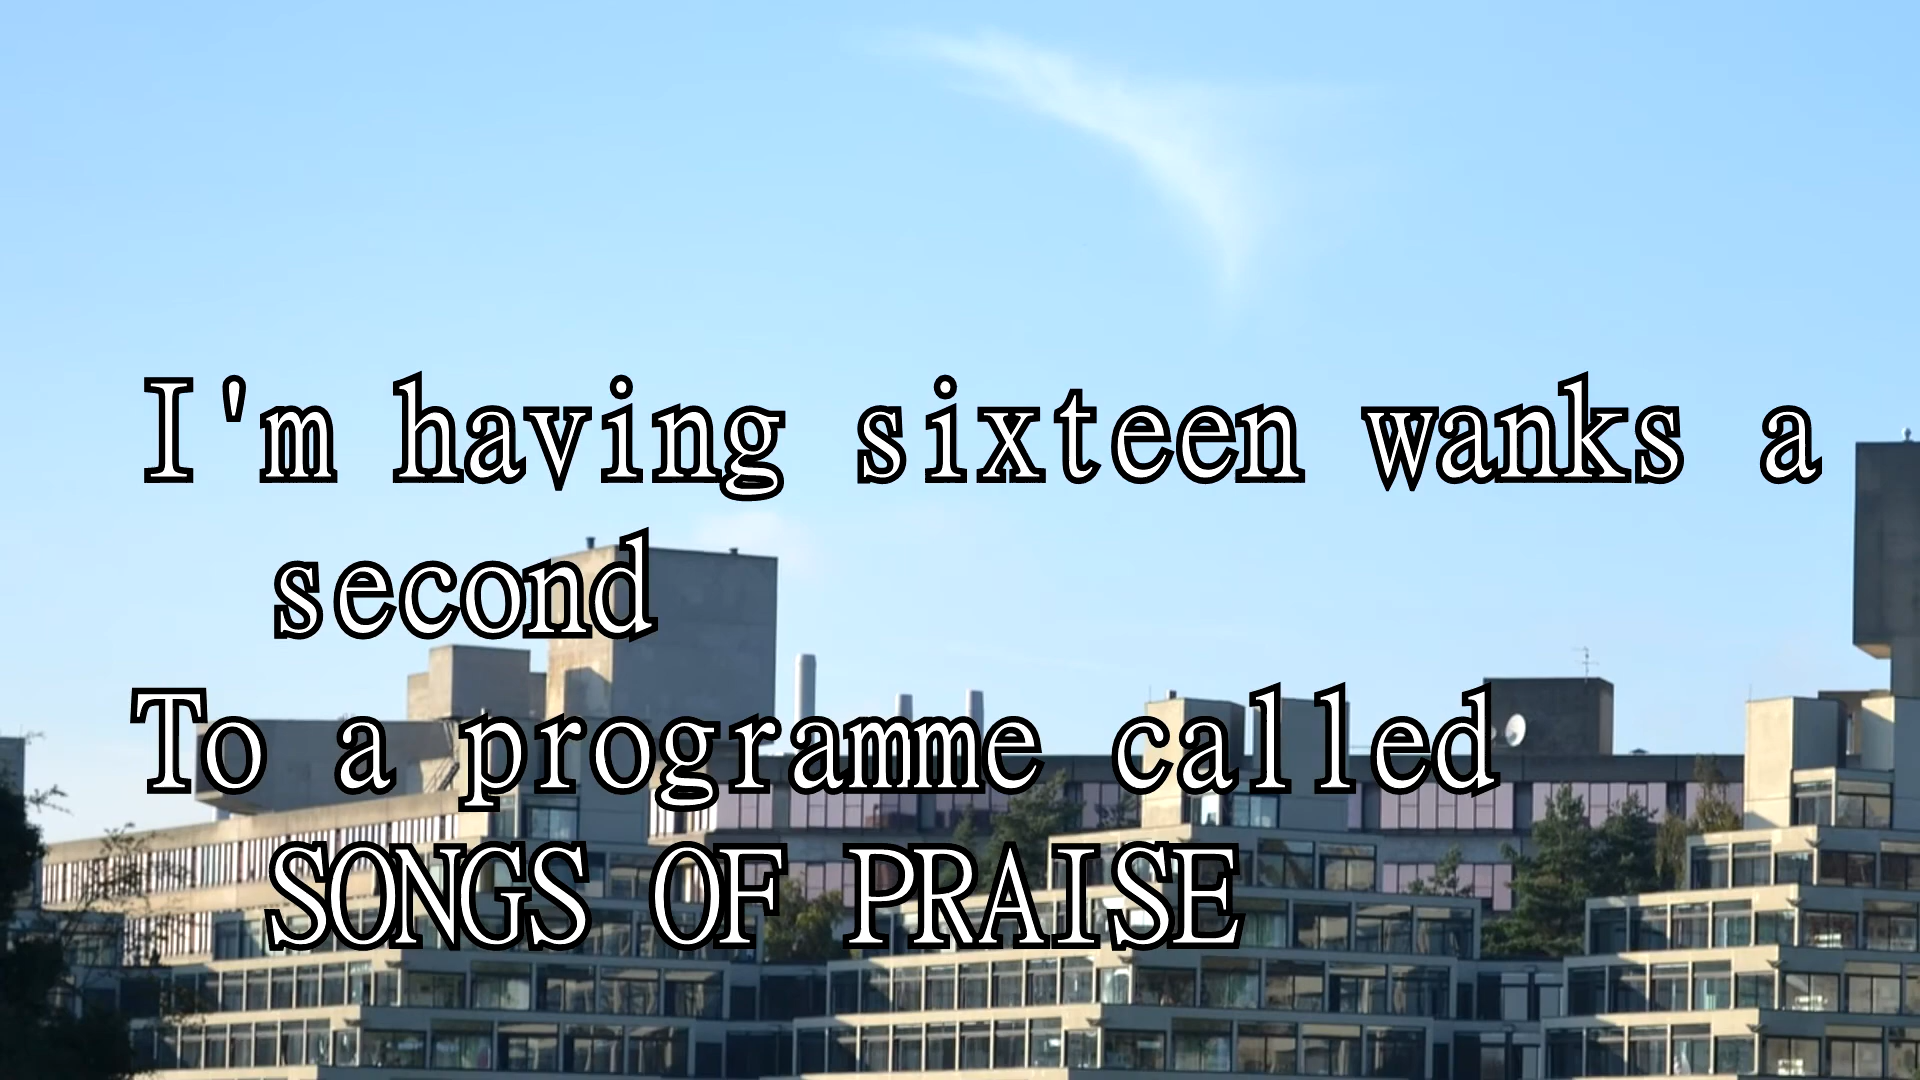 I'm having sixteen wanks a
second
To a programme called
SONGS OF PRAISE